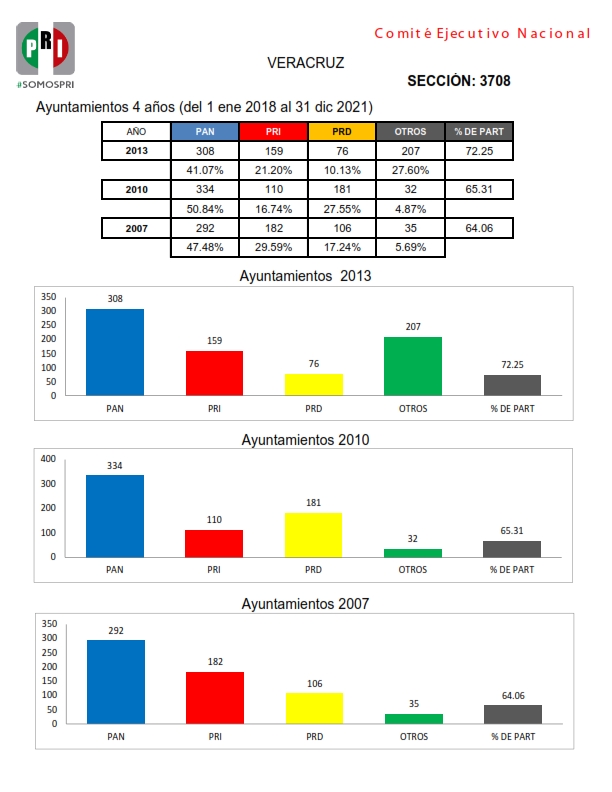 PRI
#SOMOSPRI
Comité Ejecutivo Nacional
VERACRUZ
SECCIÓN: 3708
Ayuntamientos 4 años (del 1 ene 2018 al 31 dic 2021)
AÑO PAN PRI PRD OTROS % DE PART
2013 308 159 76 207 72.25
41.07% 21.20% 10.13% 27.60%
2010 334 110 181 32 65.31
50.84% 16.74% 27.55% 4.87%
2007 292 182 106 35 64.06
47.48% 29.59% 17.24% 5.69%
Ayuntamientos 2013
350
300
250
200
150
100
50
0
308
159
76
207
72.25
PAN PRI PRD OTROS % DE PART
Ayuntamientos 2010
400
300
200
100
0
334
110
181
32
65.31
PAN PRI PRD OTROS % DE PART
Ayuntamientos 2007
350
300
250
200
150
100
50
0
292
182
106
35
64.06
PAN PRI PRD OTROS % DE PART